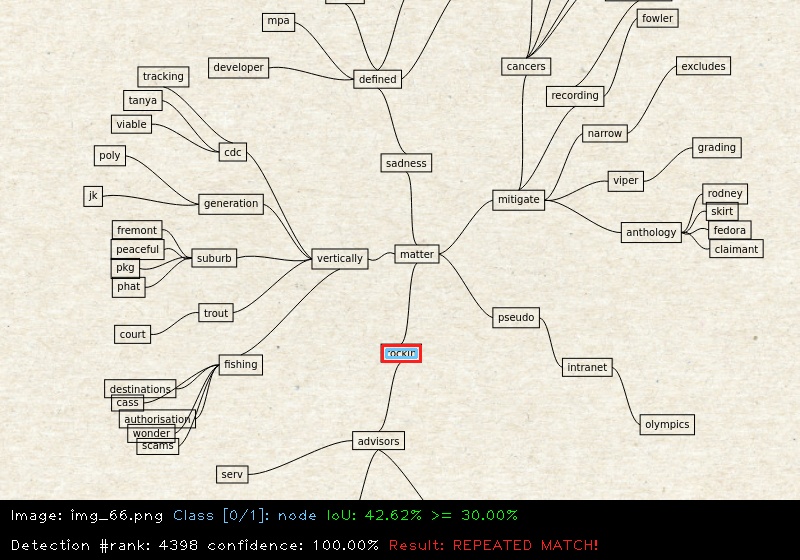 mpa
fowler
developer
defined
cancers
excludes
tracking
recording
tanya
viable
narrow
cdc
poly
sadness
grading
viper
jk
generation
mitigate
rodney
skirt
fremont
anthology
fedora
peaceful
claimant
suburb
vertically
matter
pkg
phat
trout
pseudo
court
fishing
intranet
destinations
cass
authorisation
olympics
wonder
advisors
scams
serv
Image: img_66.png Class [0/1]: node IoU: 42.62% >= 30.00%
Detection #rank: 4398 confidence: 100.00% Result: REPEATED MATCH!